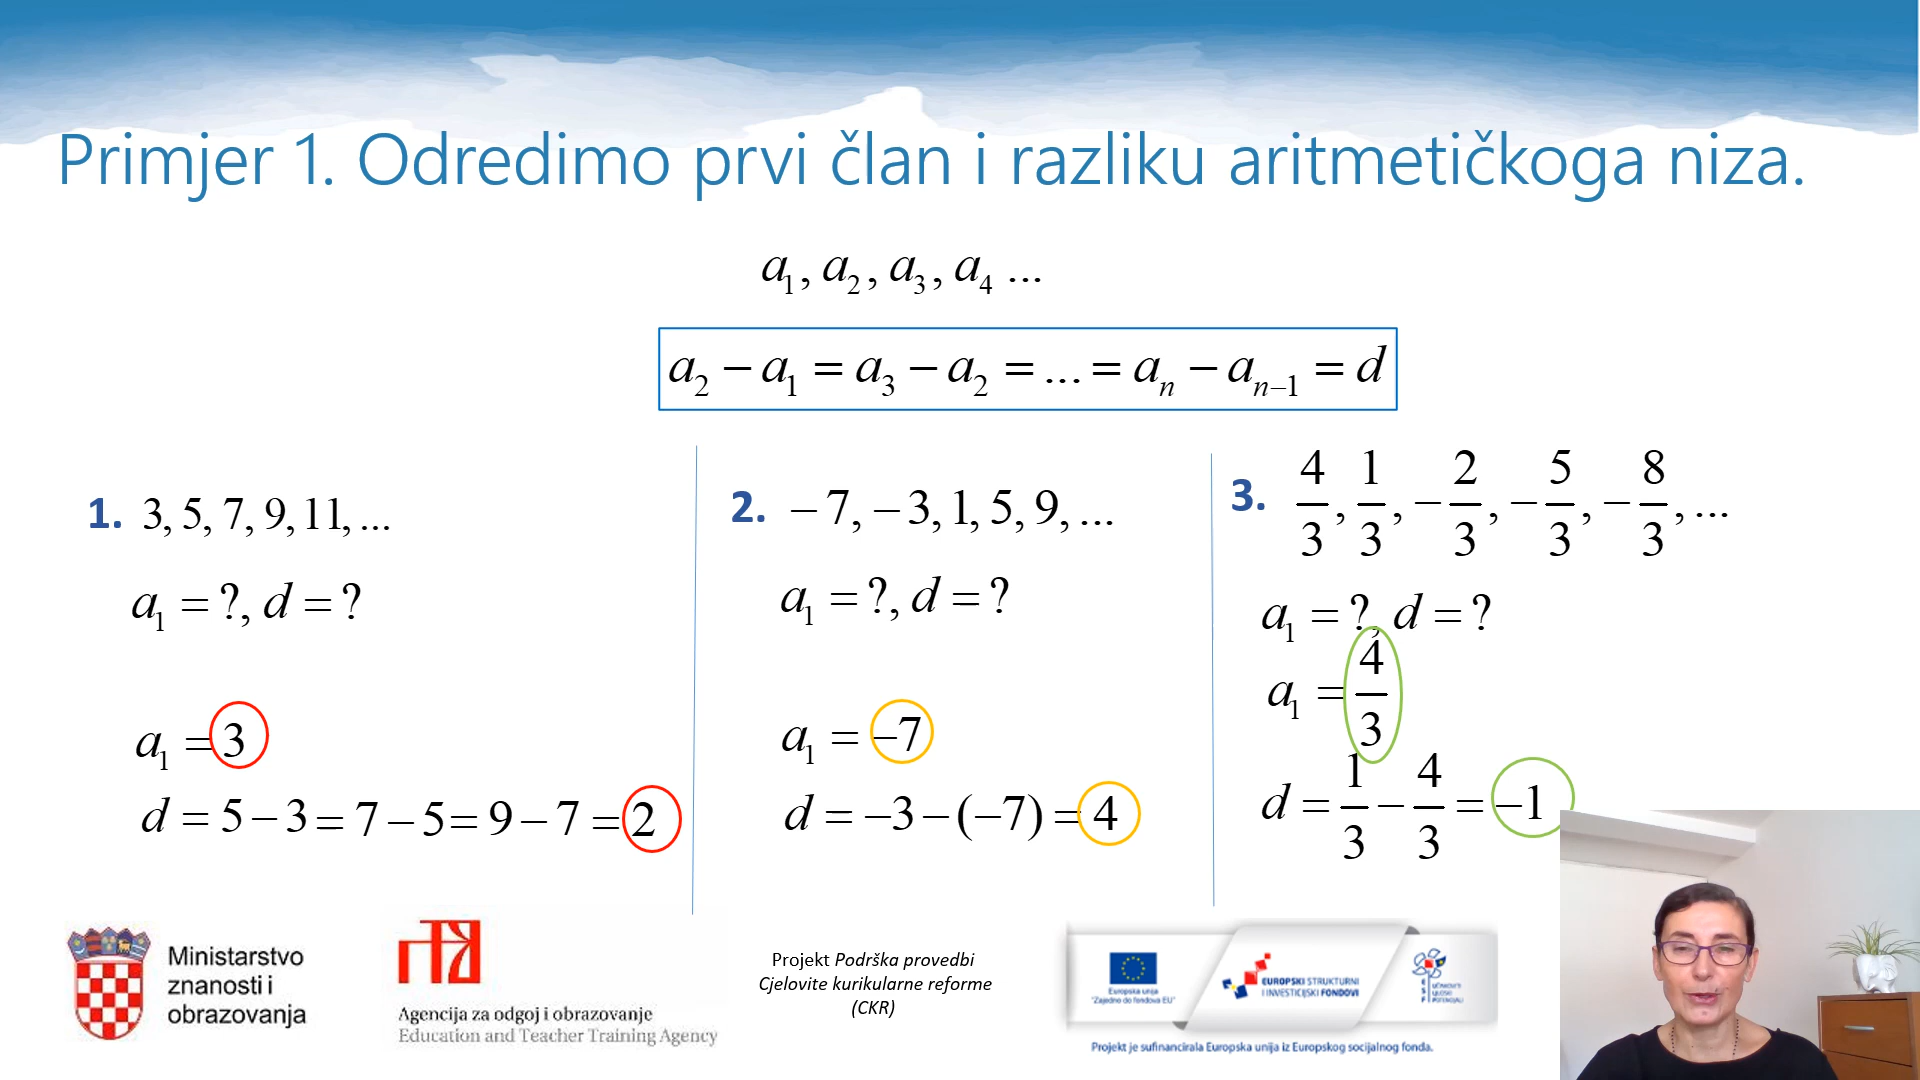 Primjer 1. Odredimo prvi član i razliku aritmetičkoga niza.
a₁, a₂, a₃, a₄ ...
a₂ − a₁ = a₃ − a₂ = ... = aₙ − aₙ₋₁ = d
1. 3, 5, 7, 9, 11, ...
a₁ = ?, d = ?
a₁ = 3
d = 5 − 3 = 7 − 5 = 9 − 7 = 2
2. −7, −3, 1, 5, 9, ...
a₁ = ?, d = ?
a₁ = −7
d = −3 − (−7) = 4
3. 4/3, 1/3, −2/3, −5/3, −8/3, ...
a₁ = ?, d = ?
a₁ = 4/3
d = 1/3 − 4/3 = −1
Ministarstvo
znanosti i
obrazovanja
Agencija za odgoj i obrazovanje
Education and Teacher Training Agency
Projekt Podrška provedbi
Cjelovite kurikularne reforme
(CKR)
Europska unija
"Zajedno do fondova EU"
EUROPSKI STRUKTURNI
I INVESTICIJSKI FONDOVI
Projekt je sufinancirala Europska unija iz Europskog socijalnog fonda.